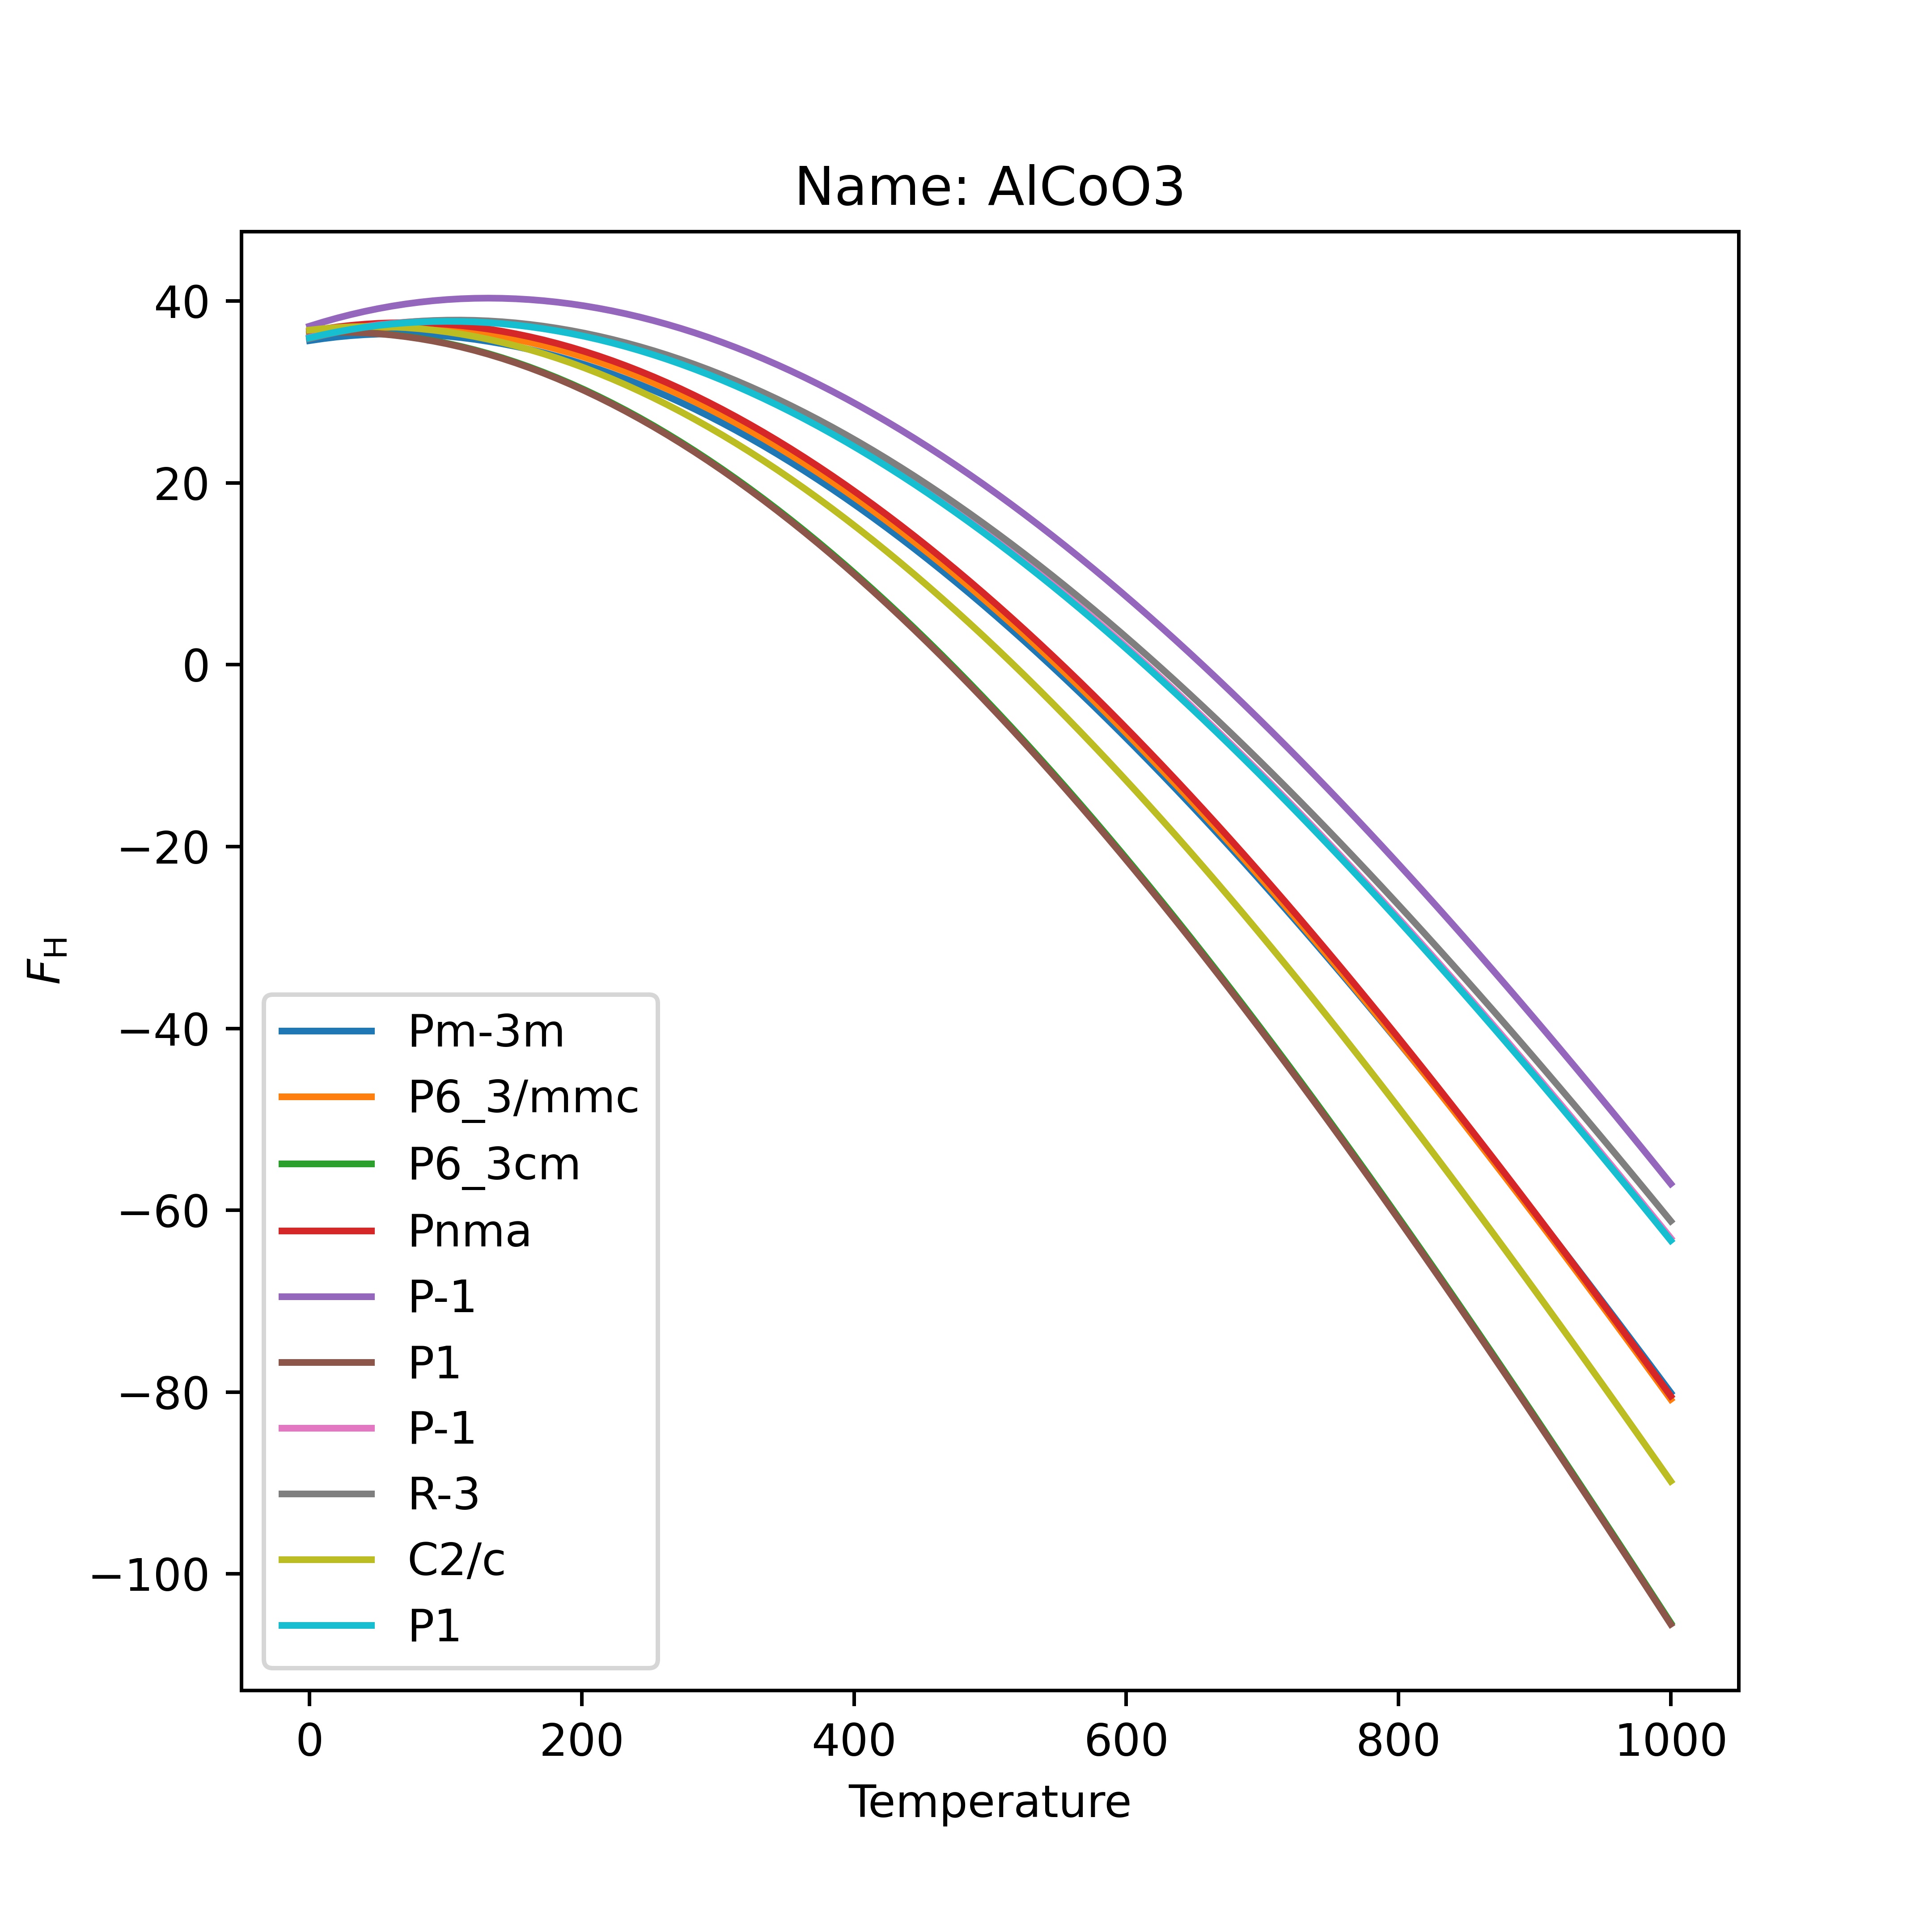 Name: AlCoO3
40
20
0
−20
−40
−60
−80
−100
F_H
Pm-3m
P6_3/mmc
P6_3cm
Pnma
P-1
P1
P-1
R-3
C2/c
P1
0 200 400 600 800 1000
Temperature